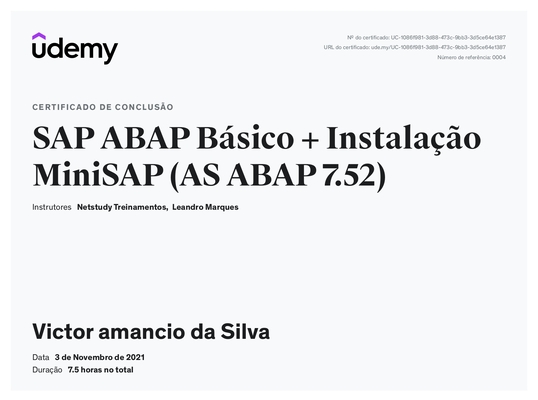 udemy
Nº do certificado: UC-1086f981-3d88-473c-9bb3-3d5ce64e1387
URL do certificado: ude.my/UC-1086f981-3d88-473c-9bb3-3d5ce64e1387
Número de referência: 0004
CERTIFICADO DE CONCLUSÃO
SAP ABAP Básico + Instalação
MiniSAP (AS ABAP 7.52)
Instrutores Netstudy Treinamentos, Leandro Marques
Victor amancio da Silva
Data 3 de Novembro de 2021
Duração 7.5 horas no total